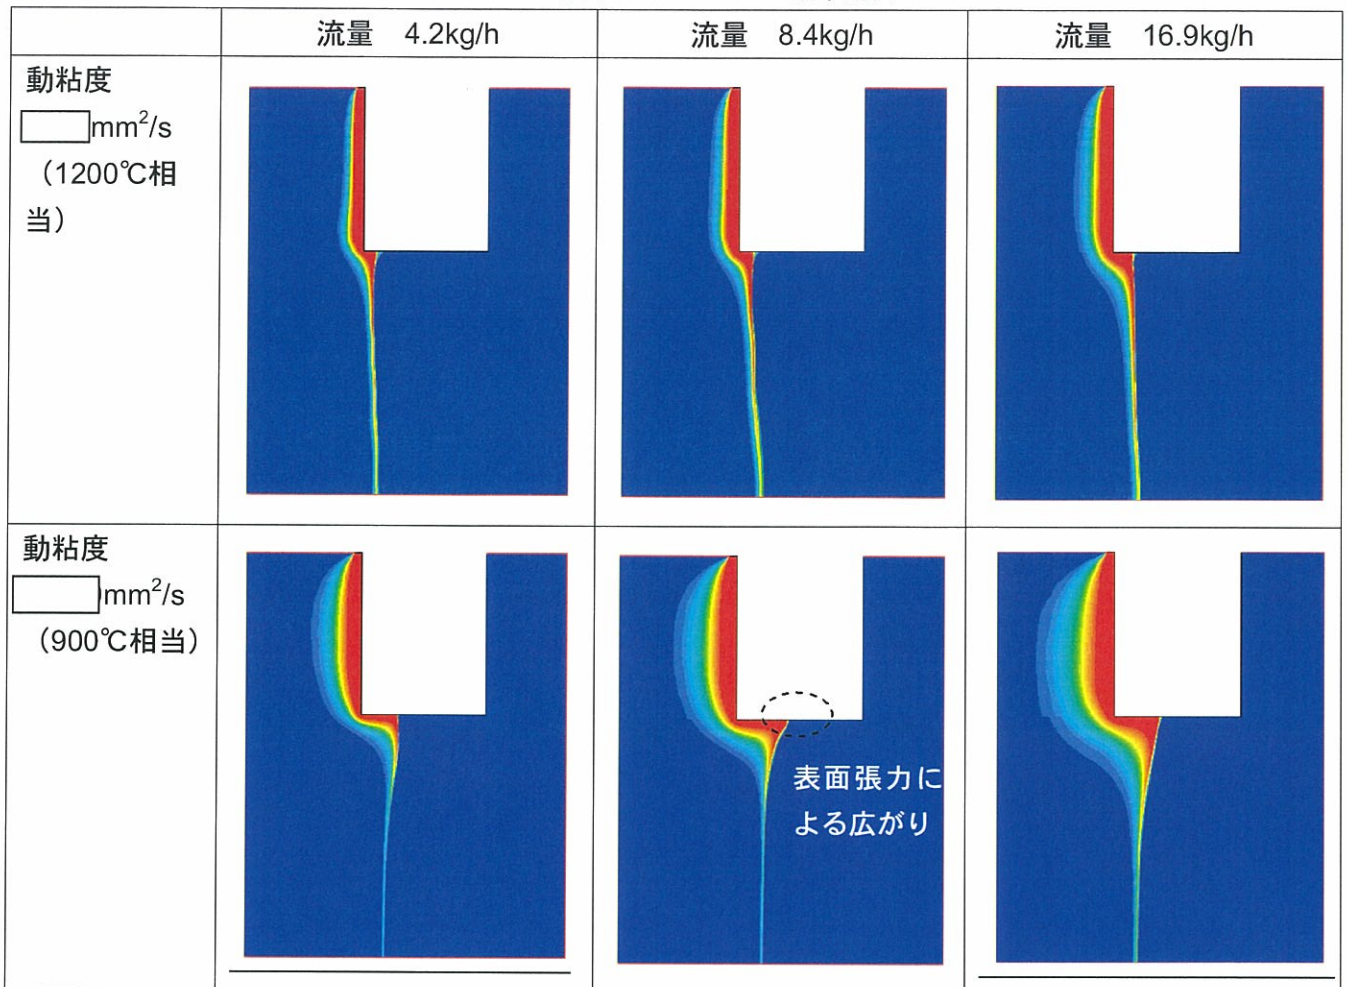 流量 4.2kg/h
流量 8.4kg/h
流量 16.9kg/h
動粘度
mm²/s
（1200℃相
当）
動粘度
mm²/s
（900℃相当）
表面張力に
よる広がり